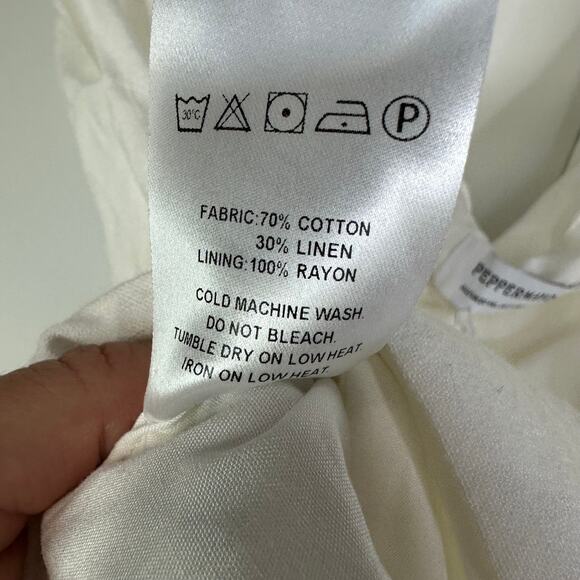 30°C
P
FABRIC:70% COTTON
30% LINEN
LINING:100% RAYON
COLD MACHINE WASH.
DO NOT BLEACH.
TUMBLE DRY ON LOW HEAT.
IRON ON LOW HEAT.